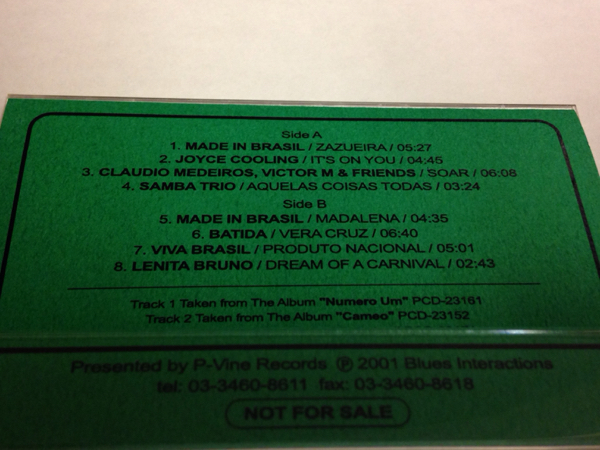 Side A
1. MADE IN BRASIL / ZAZUEIRA / 05:27
2. JOYCE COOLING / IT'S ON YOU / 04:45
3. CLAUDIO MEDEIROS, VICTOR M & FRIENDS / SOAR / 06:08
4. SAMBA TRIO / AQUELAS COISAS TODAS / 03:24
Side B
5. MADE IN BRASIL / MADALENA / 04:35
6. BATIDA / VERA CRUZ / 06:40
7. VIVA BRASIL / PRODUTO NACIONAL / 05:01
8. LENITA BRUNO / DREAM OF A CARNIVAL / 02:43
Track 1 Taken from The Album "Numero Um" PCD-23161
Track 2 Taken from The Album "Cameo" PCD-23152
Presented by P-Vine Records ℗ 2001 Blues Interactions
tel: 03-3460-8611 fax: 03-3460-8618
NOT FOR SALE